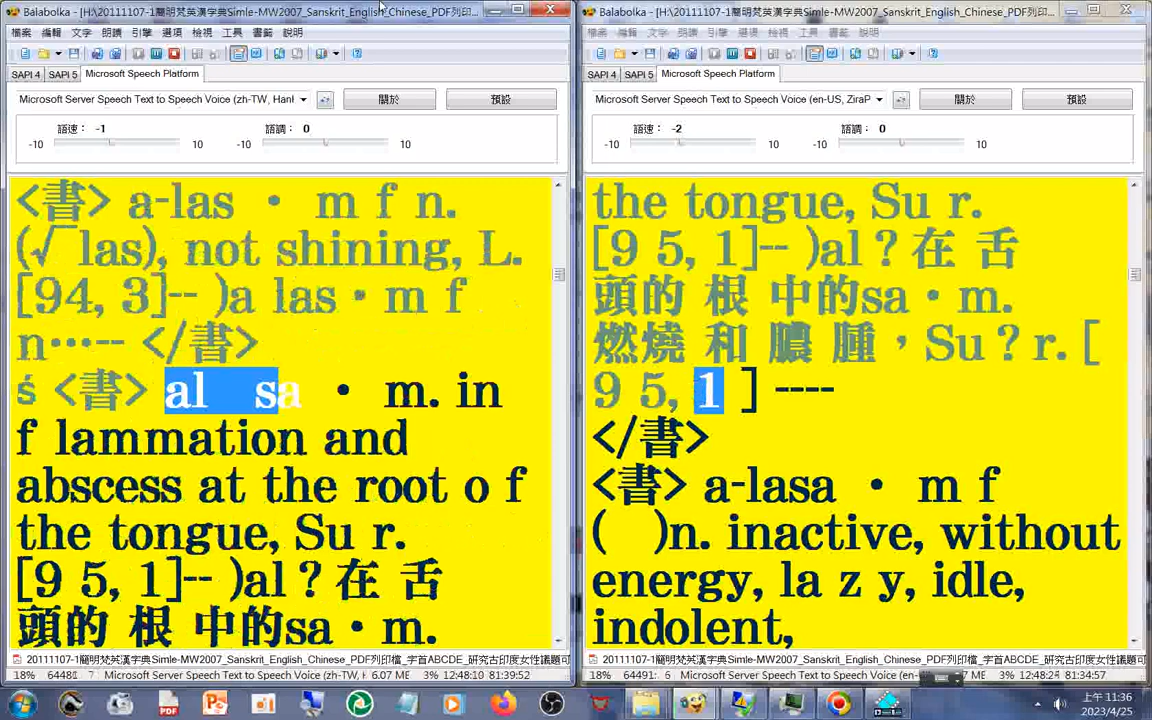 Balabolka - [H:\20111107-1簡明梵英漢字典Simle-MW2007_Sanskrit_English_Chinese_PDF列印...
檔案 編輯 文字 朗讀 引擎 選項 檢視 工具 書籤 說明
SAPI 4 SAPI 5 Microsoft Speech Platform
Microsoft Server Speech Text to Speech Voice (zh-TW, Hanl
關於 預設
語速： -1 語調： 0
-10 10 -10 10
<書> a-las • m f n.
(√ las), not shining, L.
[94, 3]-- )a las • m f
n…-- </書>
ś <書> al sa • m. in
f lammation and
abscess at the root o f
the tongue, Su r.
[9 5, 1]-- )al ? 在 舌
頭的 根 中的sa • m.
20111107-1簡明梵英漢字典Simle-MW2007_Sanskrit_English_Chinese_PDF列印檔_字首ABCDE_研究古印度女性議題可
18% 64481: 7 Microsoft Server Speech Text to Speech Voice (zh-TW, H 6.07 MB 3% 12:48:10 81:39:52
Balabolka - [H:\20111107-1簡明梵英漢字典Simle-MW2007_Sanskrit_English_Chinese_PDF列印...
檔案 編輯 文字 朗讀 引擎 選項 檢視 工具 書籤 說明
SAPI 4 SAPI 5 Microsoft Speech Platform
Microsoft Server Speech Text to Speech Voice (en-US, ZiraP
關於 預設
語速： -2 語調： 0
-10 10 -10 10
the tongue, Su r.
[9 5, 1]-- )al ? 在 舌
頭的 根 中的sa • m.
燃燒 和 膿 腫，Su ? r. [
9 5, 1 ] ----
</書>
<書> a-lasa • m f
( )n. inactive, without
energy, la z y, idle,
indolent,
20111107-1簡明梵英漢字典Simle-MW2007_Sanskrit_English_Chinese_PDF列印檔_字首ABCDE_研究古印度女性議題可
18% 64491: Microsoft Server Speech Text to Speech Voice (en-US, Z 6.07 MB 3% 12:48:2 81:34:57
上午 11:36
2023/4/25